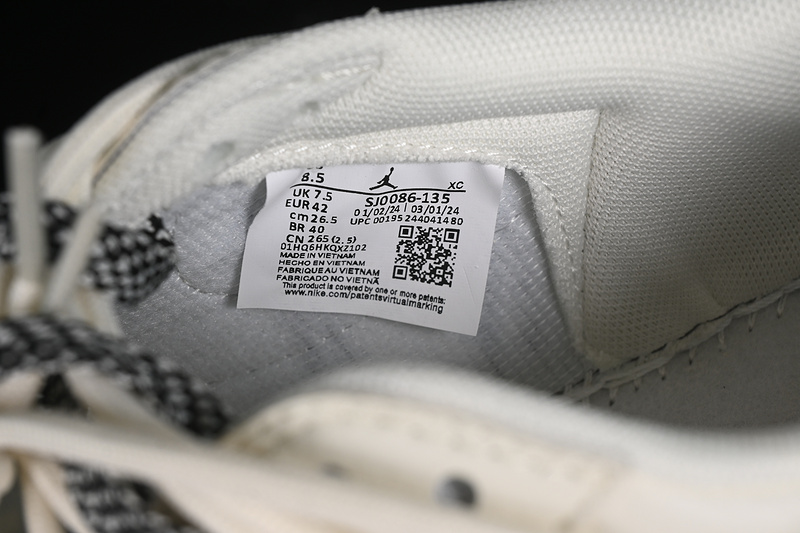 8.5
XC
UK 7.5
EUR 42
cm 26.5
BR 40
CN 265 (2.5)
SJ0086-135
01/02/24 | 03/01/24
UPC 00195244041480
01HQ6HKQXZ102
MADE IN VIETNAM
HECHO EN VIETNAM
FABRIQUE AU VIETNAM
FABRICADO NO VIETNÃ
This product is covered by one or more patents:
www.nike.com/patentsvirtualmarking